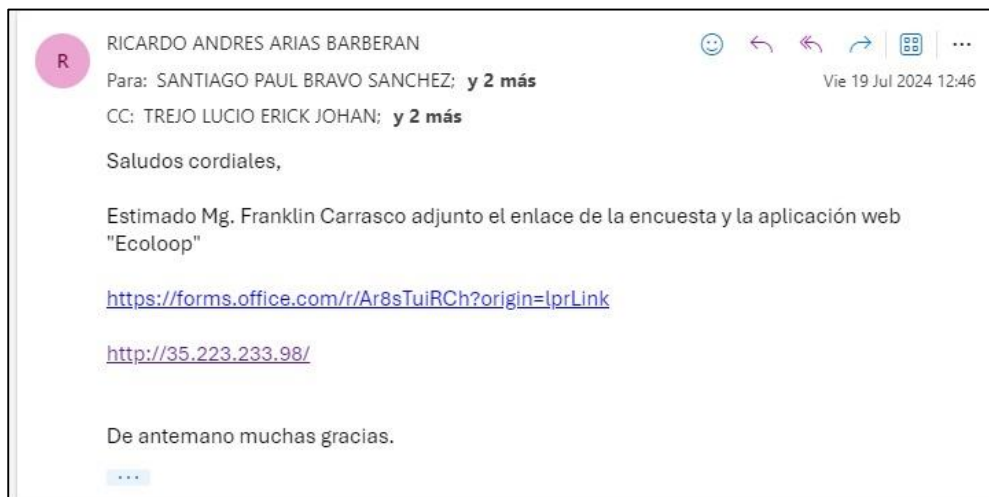 R
RICARDO ANDRES ARIAS BARBERAN
Para: SANTIAGO PAUL BRAVO SANCHEZ; y 2 más
Vie 19 Jul 2024 12:46
CC: TREJO LUCIO ERICK JOHAN; y 2 más
Saludos cordiales,
Estimado Mg. Franklin Carrasco adjunto el enlace de la encuesta y la aplicación web
"Ecoloop"
https://forms.office.com/r/Ar8sTuiRCh?origin=lprLink
http://35.223.233.98/
De antemano muchas gracias.
...